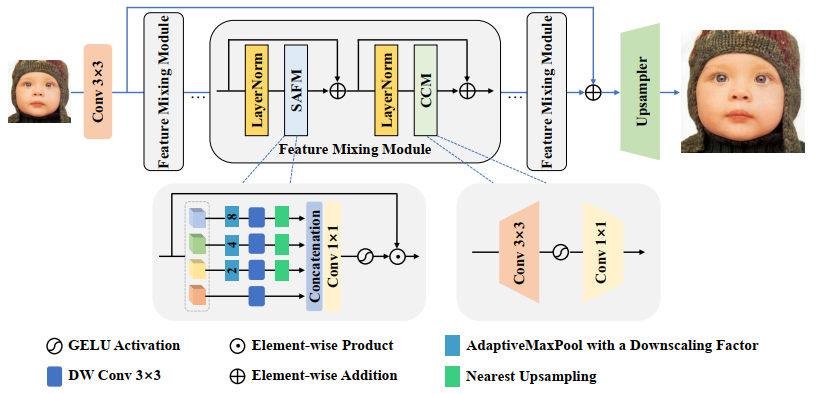 Conv 3×3
Feature Mixing Module
...
LayerNorm
SAFM
LayerNorm
CCM
Feature Mixing Module
...
Feature Mixing Module
Upsampler
8
4
2
Concatenation
Conv 1×1
Conv 3×3
Conv 1×1
GELU Activation
Element-wise Product
AdaptiveMaxPool with a Downscaling Factor
DW Conv 3×3
Element-wise Addition
Nearest Upsampling